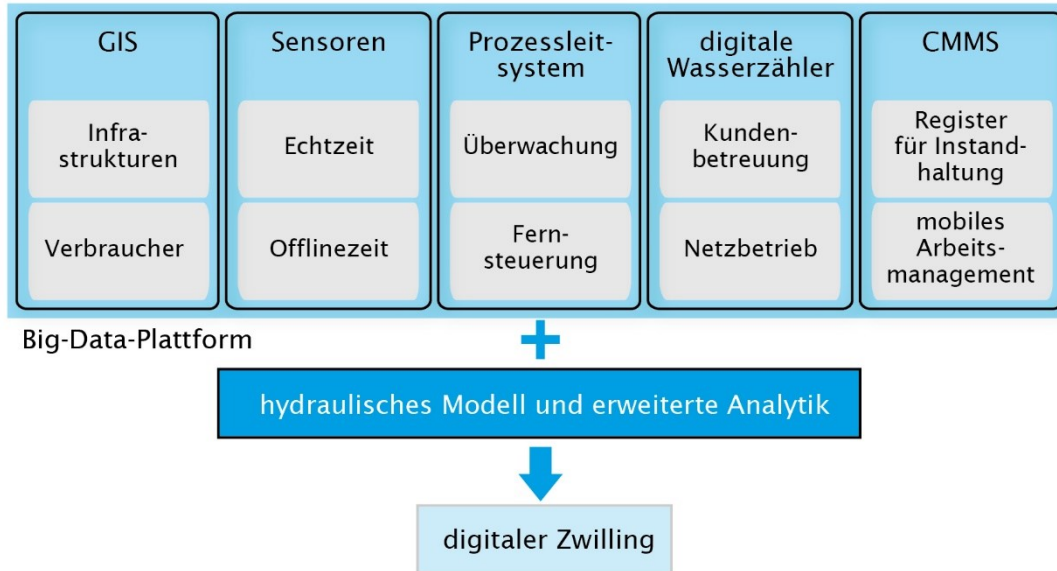 GIS
Infra-
strukturen
Verbraucher
Sensoren
Echtzeit
Offlinezeit
Prozessleit-
system
Überwachung
Fern-
steuerung
digitale
Wasserzähler
Kunden-
betreuung
Netzbetrieb
CMMS
Register
für Instand-
haltung
mobiles
Arbeits-
management
Big-Data-Plattform
hydraulisches Modell und erweiterte Analytik
digitaler Zwilling